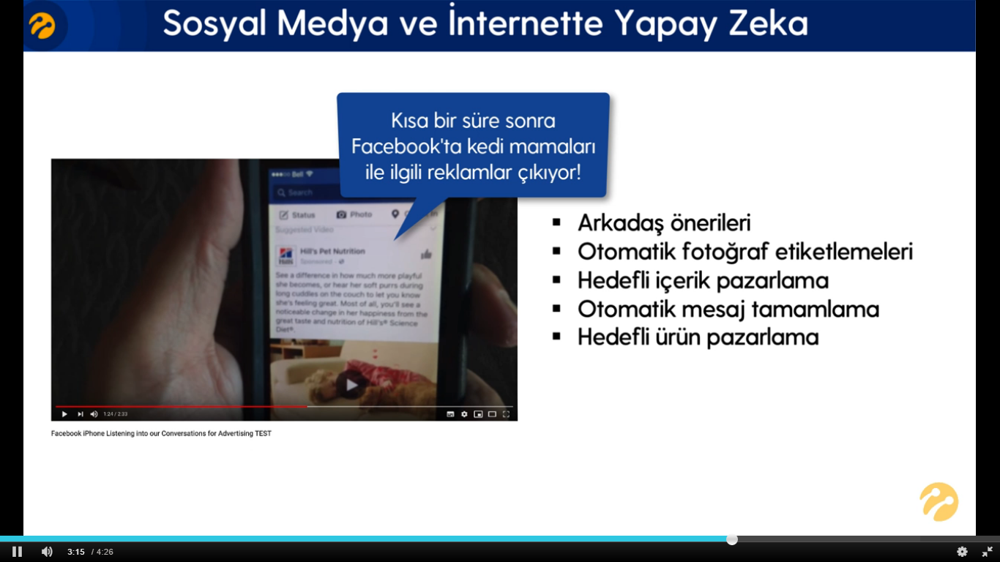 Sosyal Medya ve İnternette Yapay Zeka
Kısa bir süre sonra
Facebook'ta kedi mamaları
ile ilgili reklamlar çıkıyor!
Bell
Search
Status
Photo
in
Suggested Video
Hill's Pet Nutrition
Sponsored
See a difference in how much more playful
she becomes, or hear her soft purrs during
long cuddles on the couch to let you know
she's feeling great. Most of all, you'll see a
noticeable change in her happiness from the
great taste and nutrition of Hill's® Science
Diet®.
1:24 / 2:33
Facebook iPhone Listening into our Conversations for Advertising TEST
▪ Arkadaş önerileri
▪ Otomatik fotoğraf etiketlemeleri
▪ Hedefli içerik pazarlama
▪ Otomatik mesaj tamamlama
▪ Hedefli ürün pazarlama
3:15 / 4:26